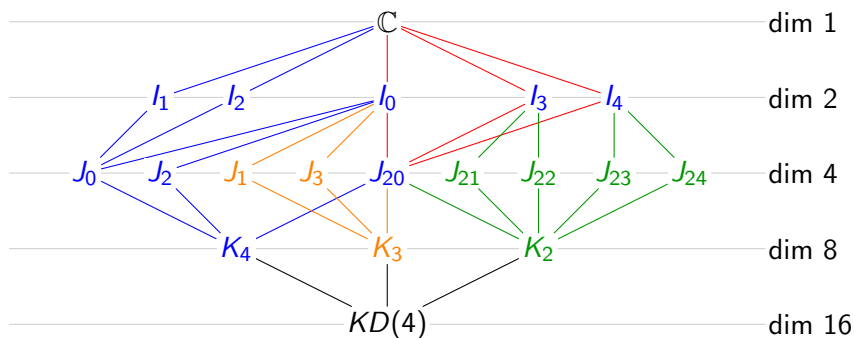 ℂ dim 1
I₁ I₂ I₀ I₃ I₄ dim 2
J₀ J₂ J₁ J₃ J₂₀ J₂₁ J₂₂ J₂₃ J₂₄ dim 4
K₄ K₃ K₂ dim 8
KD(4) dim 16